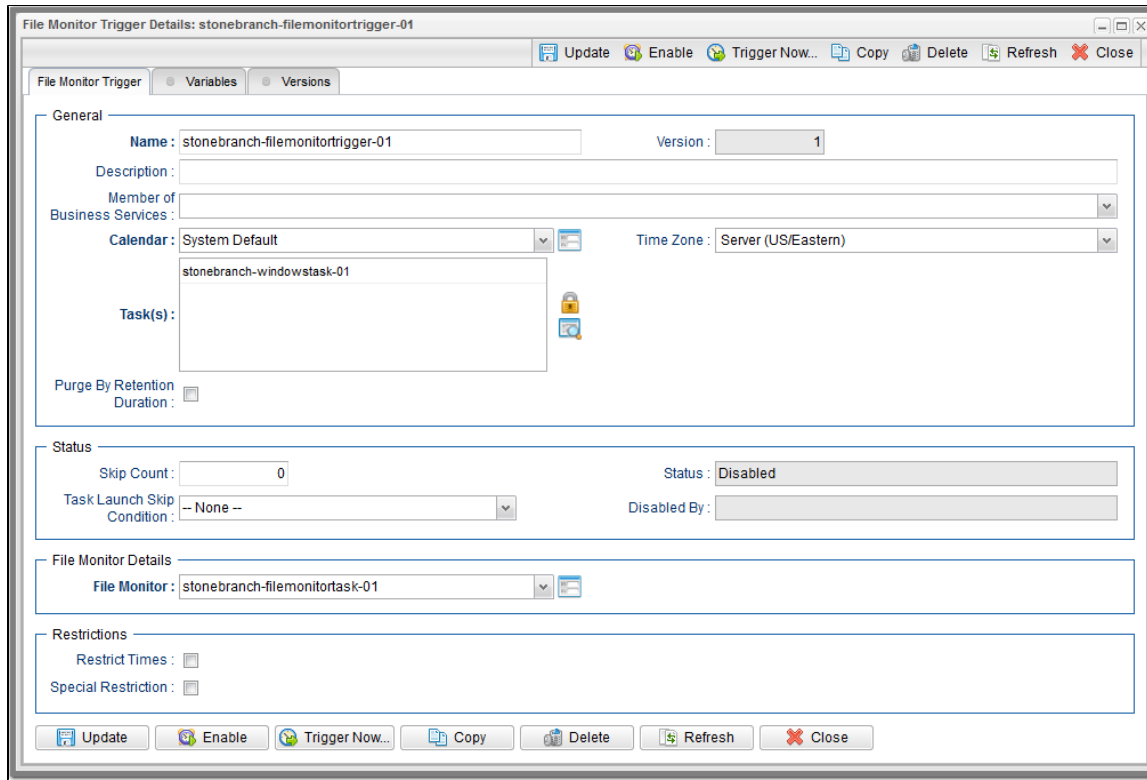 File Monitor Trigger Details: stonebranch-filemonitortrigger-01
Update Enable Trigger Now... Copy Delete Refresh Close
File Monitor Trigger Variables Versions
General
Name : stonebranch-filemonitortrigger-01 Version : 1
Description :
Member of
Business Services :
Calendar : System Default Time Zone : Server (US/Eastern)
stonebranch-windowstask-01
Task(s) :
Purge By Retention
Duration :
Status
Skip Count : 0 Status : Disabled
Task Launch Skip
Condition : -- None -- Disabled By :
File Monitor Details
File Monitor : stonebranch-filemonitortask-01
Restrictions
Restrict Times :
Special Restriction :
Update Enable Trigger Now... Copy Delete Refresh Close